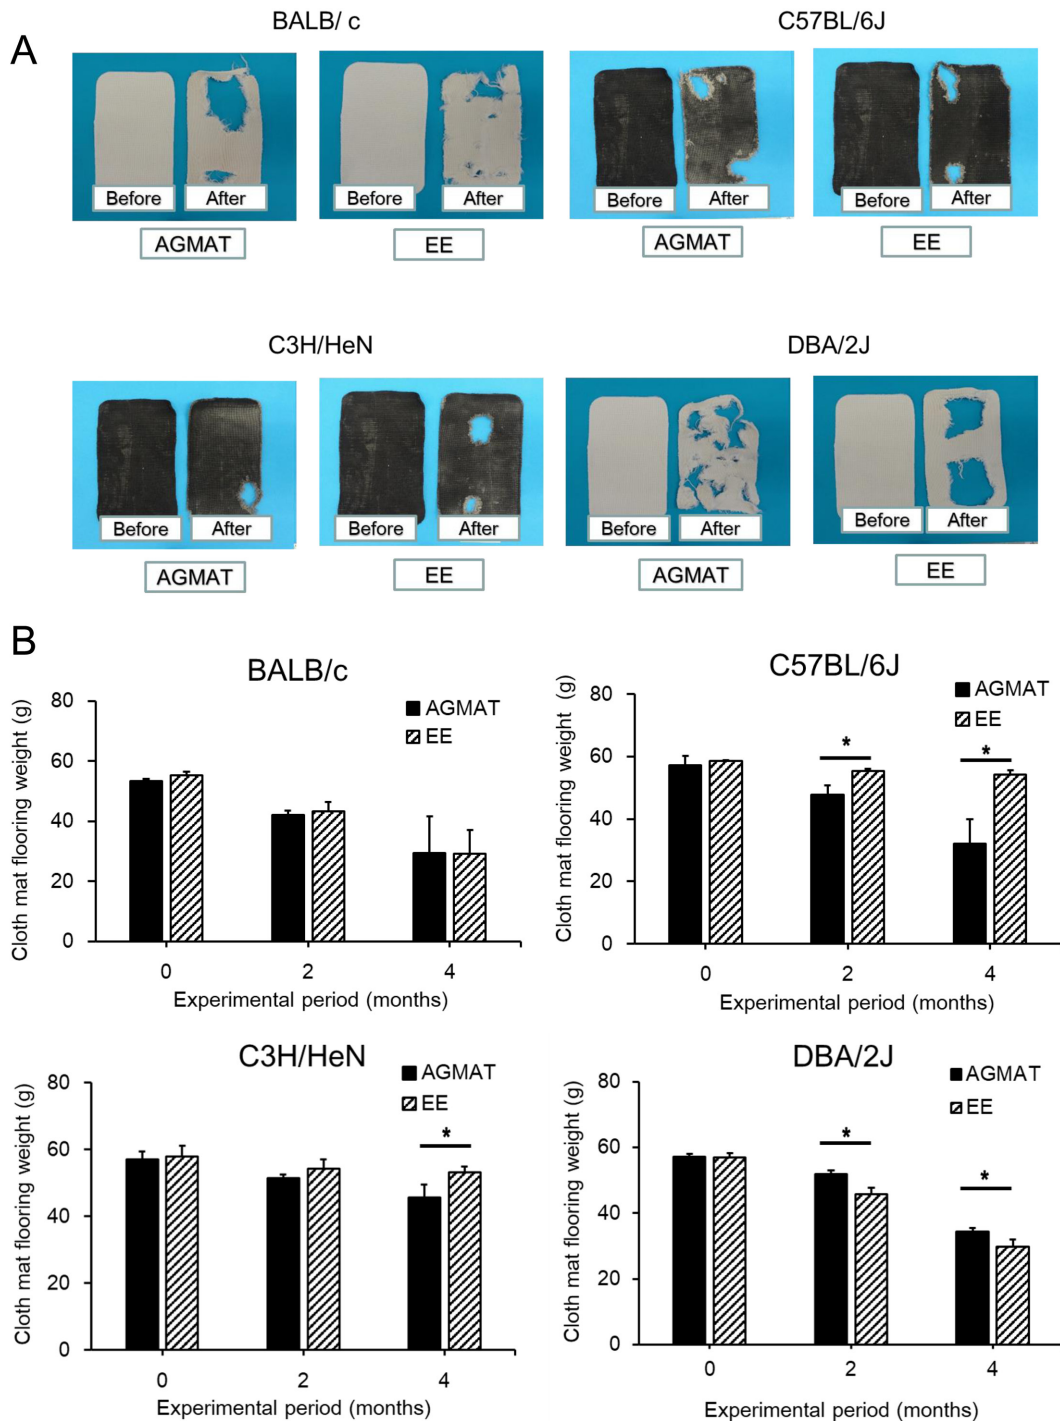 A
BALB/ c
C57BL/6J
Before
After
Before
After
Before
After
Before
After
AGMAT
EE
AGMAT
EE
C3H/HeN
DBA/2J
Before
After
Before
After
Before
After
Before
After
AGMAT
EE
AGMAT
EE
B
BALB/c
Cloth mat flooring weight (g)
80
60
40
20
0
AGMAT
EE
0
2
4
Experimental period (months)
C57BL/6J
Cloth mat flooring weight (g)
80
60
40
20
0
AGMAT
EE
*
*
0
2
4
Experimental period (months)
C3H/HeN
Cloth mat flooring weight (g)
80
60
40
20
0
AGMAT
EE
*
0
2
4
Experimental period (months)
DBA/2J
Cloth mat flooring weight (g)
80
60
40
20
0
AGMAT
EE
*
*
0
2
4
Experimental period (months)